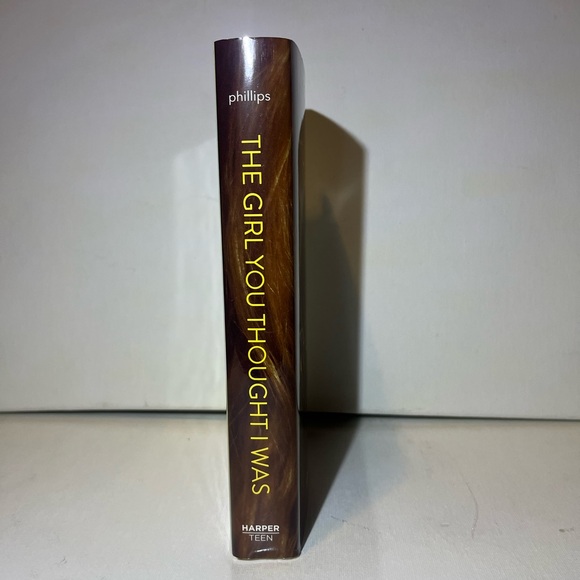 phillips
THE GIRL YOU THOUGHT I WAS
HARPER
TEEN